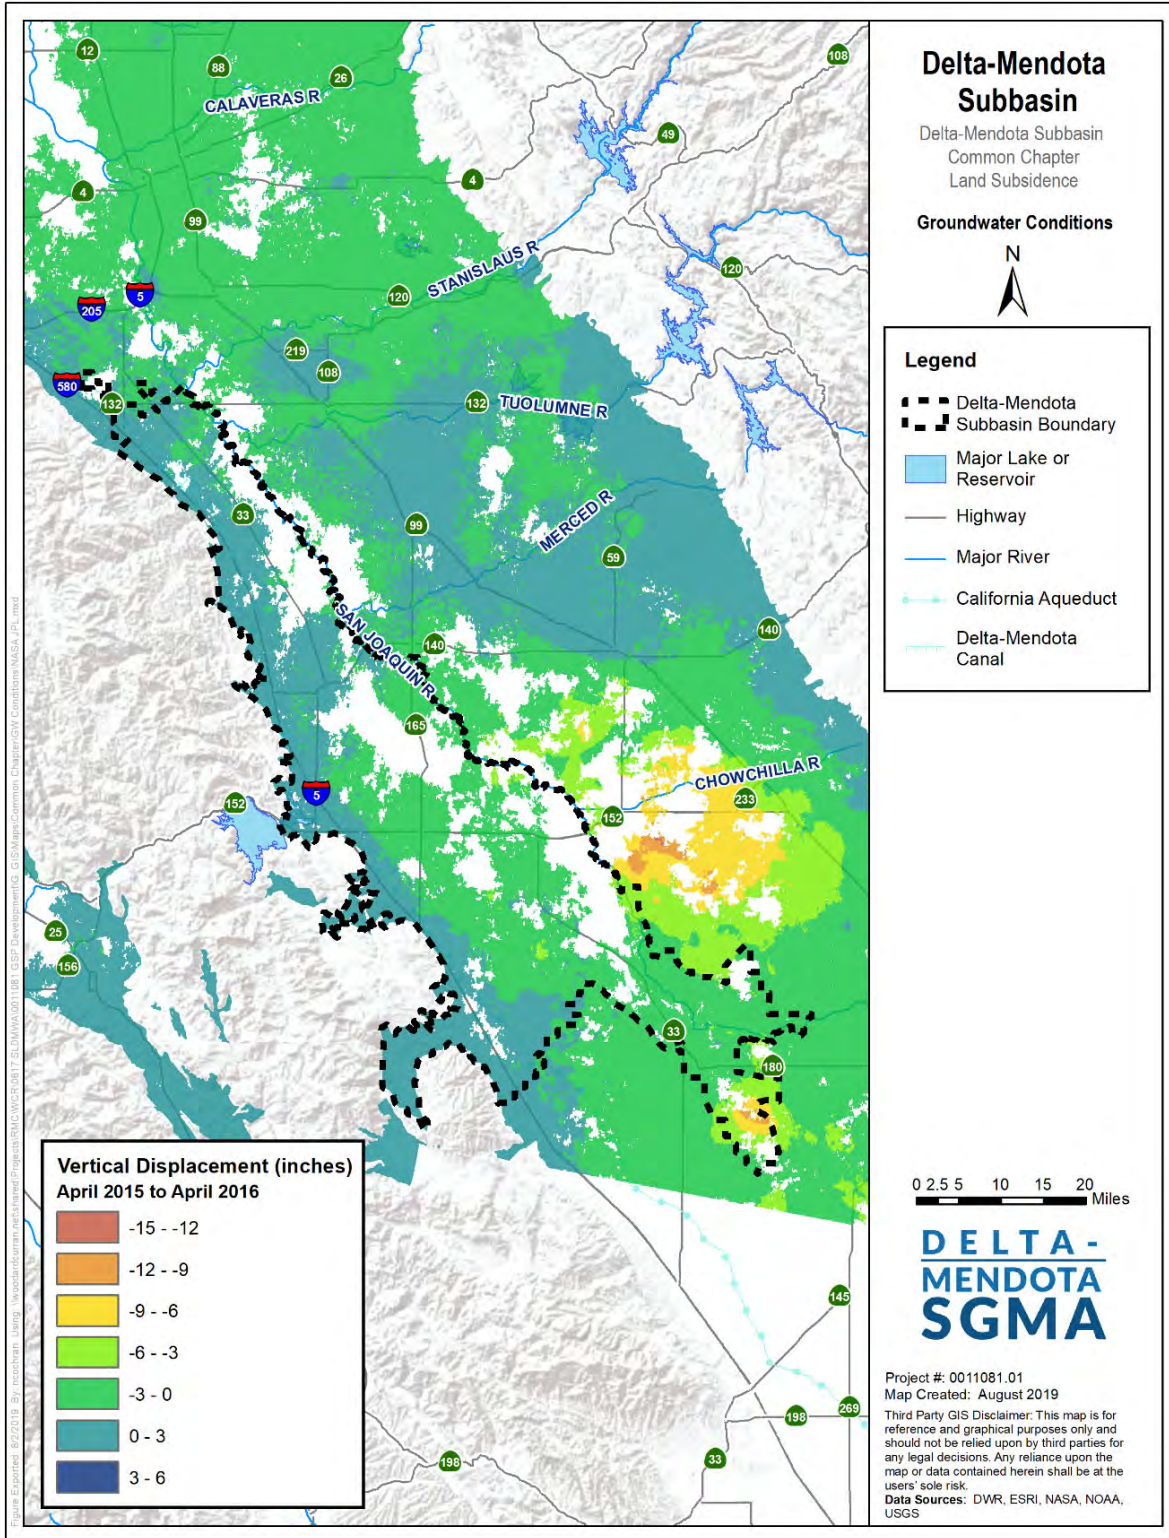 Delta-Mendota
Subbasin
Delta-Mendota Subbasin
Common Chapter
Land Subsidence
Groundwater Conditions
N
Legend
Delta-Mendota
Subbasin Boundary
Major Lake or
Reservoir
Highway
Major River
California Aqueduct
Delta-Mendota
Canal
0 2.5 5 10 15 20
Miles
DELTA-
MENDOTA
SGMA
Project #: 0011081.01
Map Created: August 2019
Third Party GIS Disclaimer: This map is for
reference and graphical purposes only and
should not be relied upon by third parties for
any legal decisions. Any reliance upon the
map or data contained herein shall be at the
users' sole risk.
Data Sources: DWR, ESRI, NASA, NOAA,
USGS
12
88
26
108
CALAVERAS R
49
4
4
99
STANISLAUS R
120
120
5
205
219
108
580
132
132
TUOLUMNE R
33
99
MERCED R
59
SAN JOAQUIN R
140
140
165
CHOWCHILLA R
233
5
152
152
25
156
33
180
145
198
269
33
198
Vertical Displacement (inches)
April 2015 to April 2016
-15 - -12
-12 - -9
-9 - -6
-6 - -3
-3 - 0
0 - 3
3 - 6